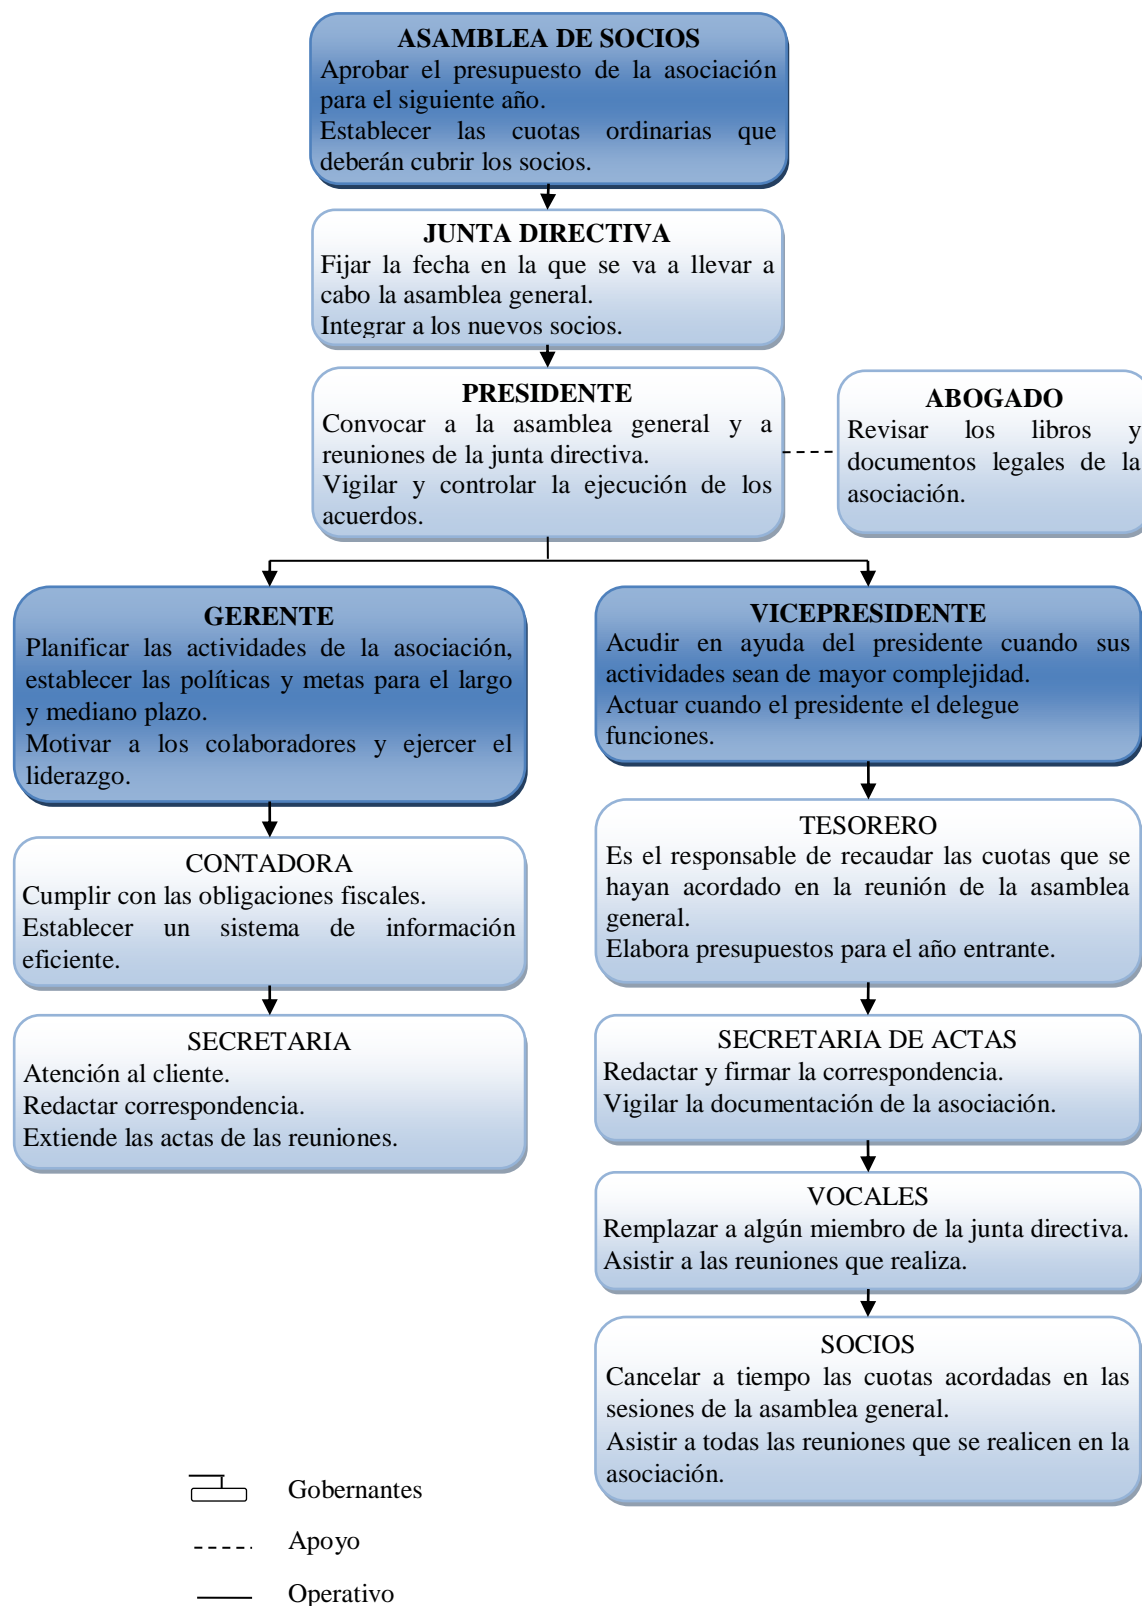 ASAMBLEA DE SOCIOS
Aprobar el presupuesto de la asociación
para el siguiente año.
Establecer las cuotas ordinarias que
deberán cubrir los socios.
JUNTA DIRECTIVA
Fijar la fecha en la que se va a llevar a
cabo la asamblea general.
Integrar a los nuevos socios.
PRESIDENTE
Convocar a la asamblea general y a
reuniones de la junta directiva.
Vigilar y controlar la ejecución de los
acuerdos.
ABOGADO
Revisar los libros y
documentos legales de la
asociación.
GERENTE
Planificar las actividades de la asociación,
establecer las políticas y metas para el largo
y mediano plazo.
Motivar a los colaboradores y ejercer el
liderazgo.
VICEPRESIDENTE
Acudir en ayuda del presidente cuando sus
actividades sean de mayor complejidad.
Actuar cuando el presidente el delegue
funciones.
CONTADORA
Cumplir con las obligaciones fiscales.
Establecer un sistema de información
eficiente.
TESORERO
Es el responsable de recaudar las cuotas que se
hayan acordado en la reunión de la asamblea
general.
Elabora presupuestos para el año entrante.
SECRETARIA
Atención al cliente.
Redactar correspondencia.
Extiende las actas de las reuniones.
SECRETARIA DE ACTAS
Redactar y firmar la correspondencia.
Vigilar la documentación de la asociación.
VOCALES
Remplazar a algún miembro de la junta directiva.
Asistir a las reuniones que realiza.
SOCIOS
Cancelar a tiempo las cuotas acordadas en las
sesiones de la asamblea general.
Asistir a todas las reuniones que se realicen en la
asociación.
Gobernantes
Apoyo
Operativo